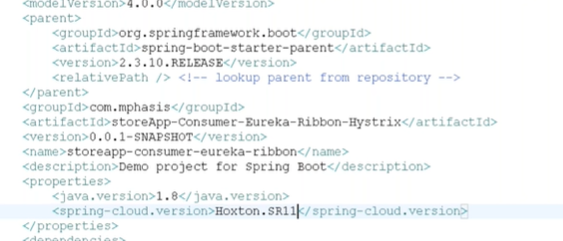 <modelVersion>4.0.0</modelVersion>
<parent>
<groupId>org.springframework.boot</groupId>
<artifactId>spring-boot-starter-parent</artifactId>
<version>2.3.10.RELEASE</version>
<relativePath /> <!-- lookup parent from repository -->
</parent>
<groupId>com.mphasis</groupId>
<artifactId>storeApp-Consumer-Eureka-Ribbon-Hystrix</artifactId>
<version>0.0.1-SNAPSHOT</version>
<name>storeapp-consumer-eureka-ribbon</name>
<description>Demo project for Spring Boot</description>
<properties>
<java.version>1.8</java.version>
<spring-cloud.version>Hoxton.SR11</spring-cloud.version>
</properties>
<dependencies>